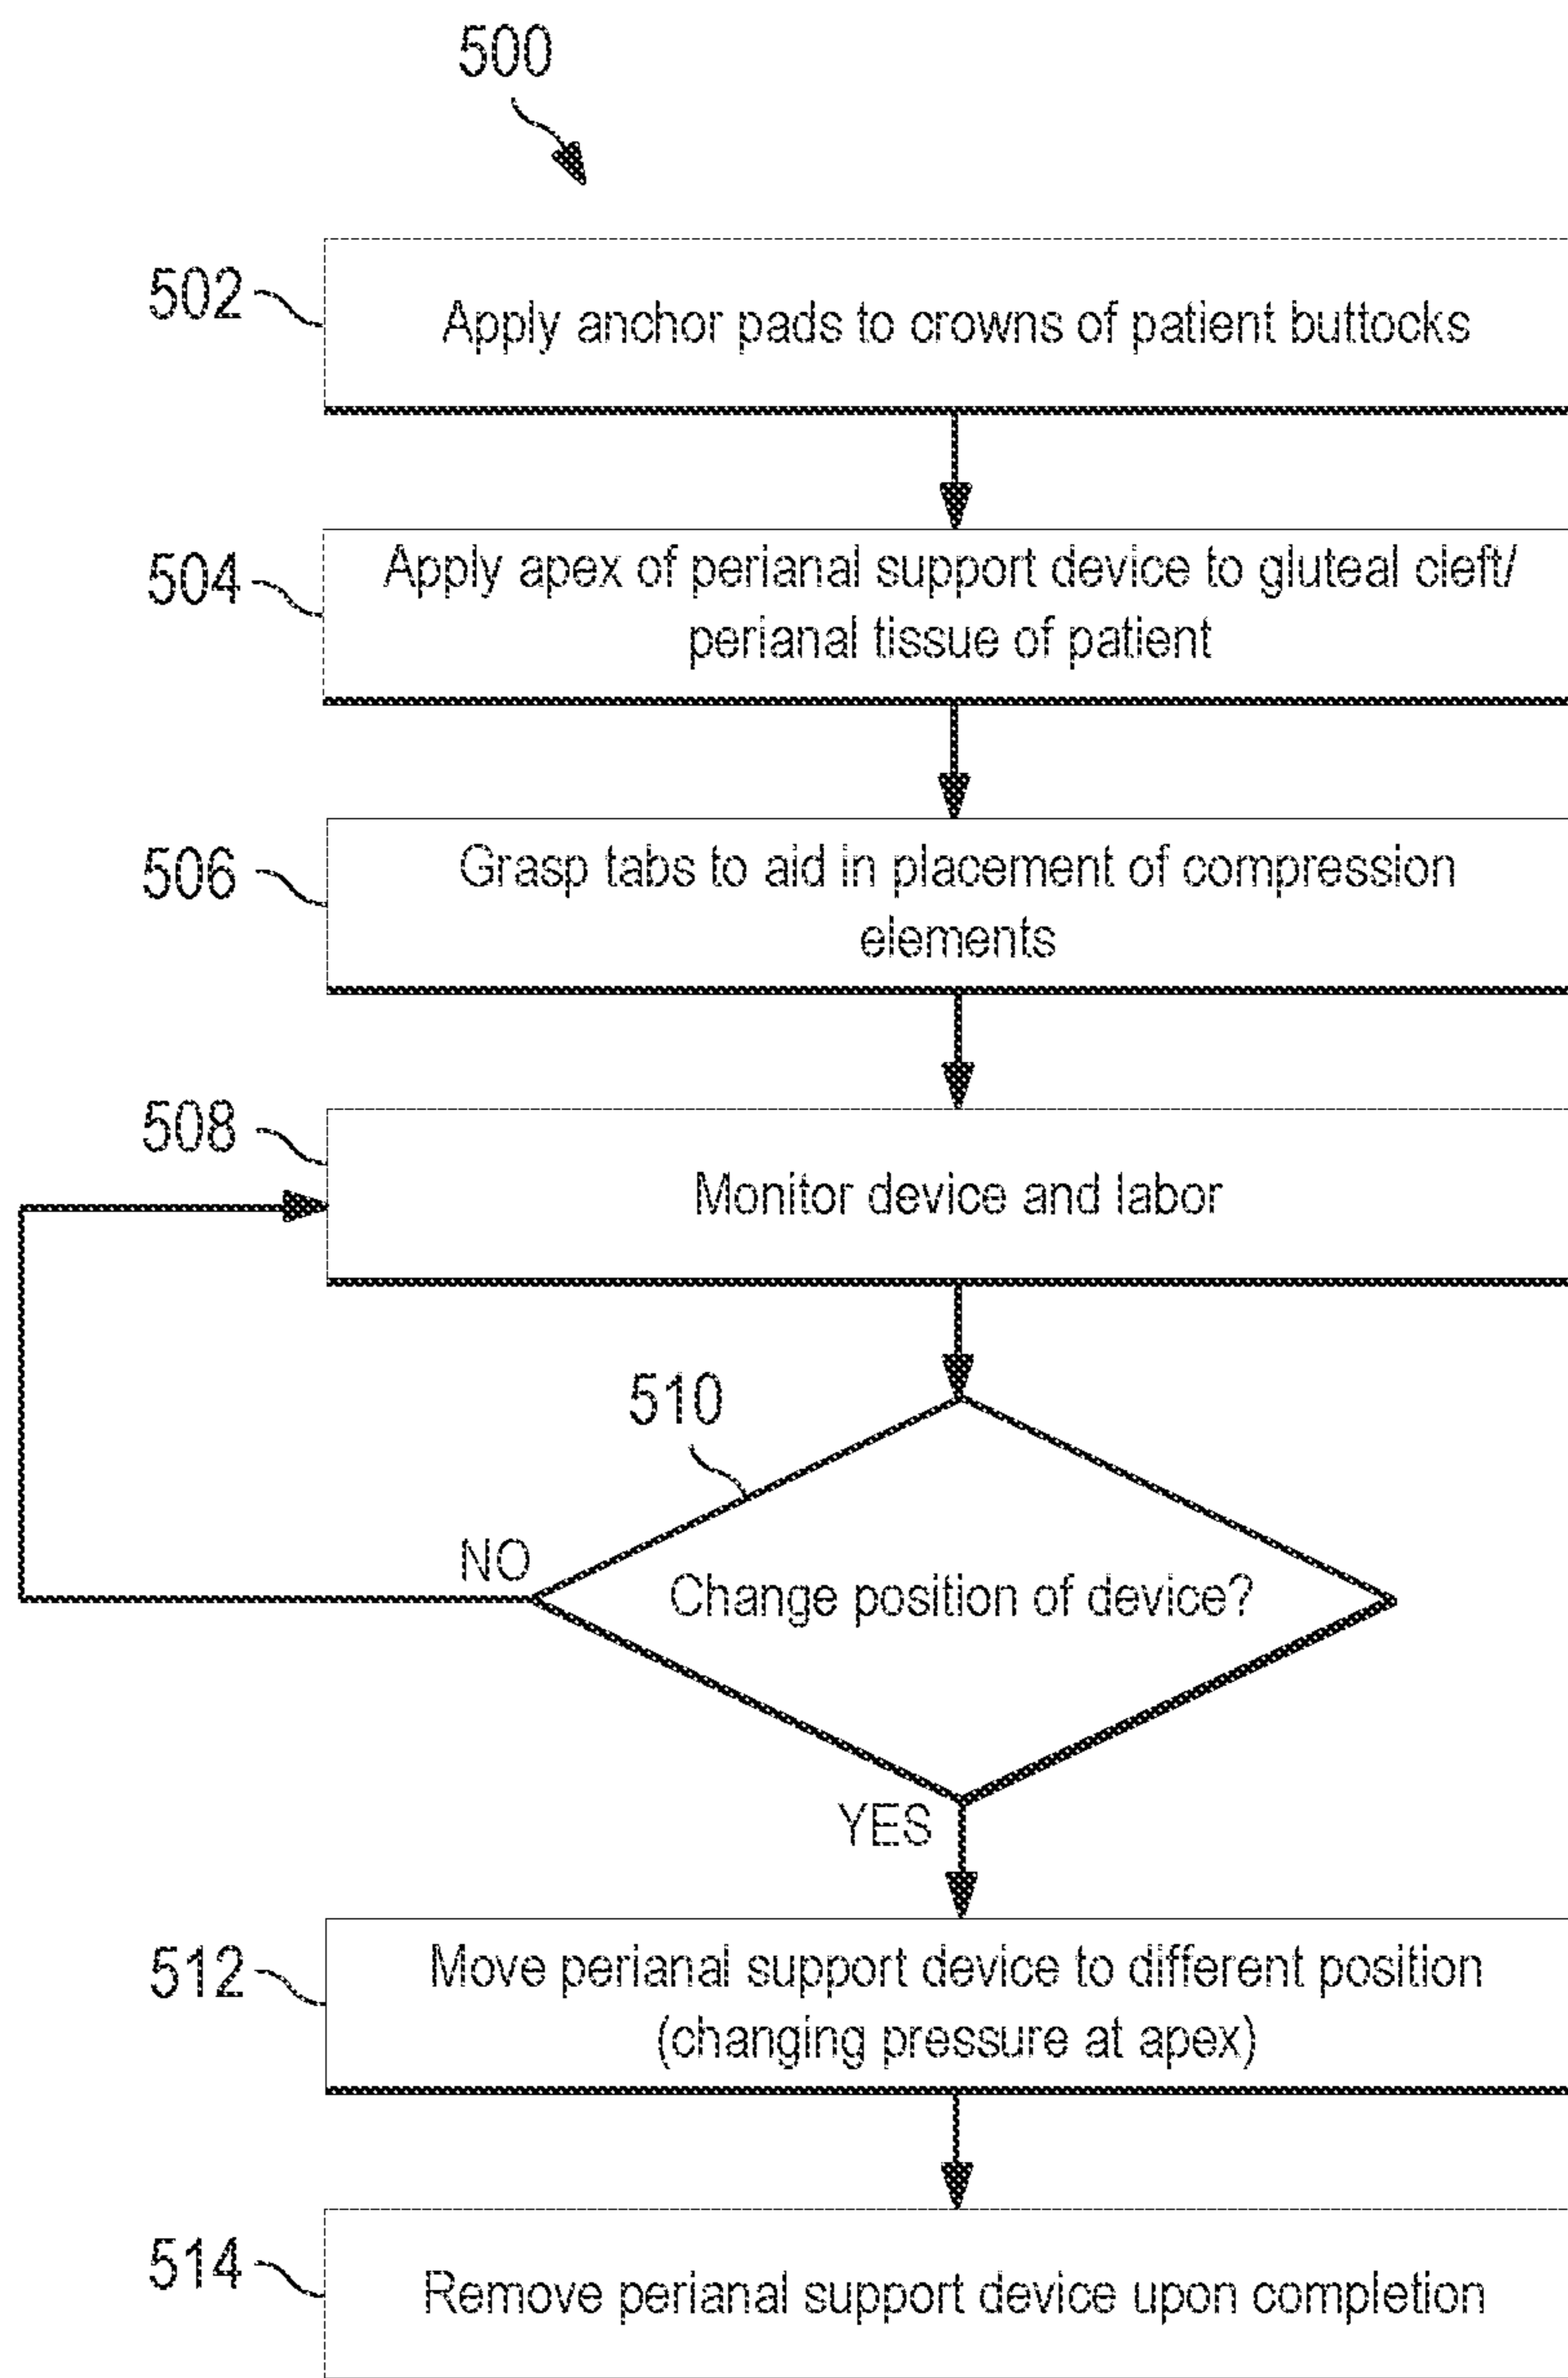 500
502
Apply anchor pads to crowns of patient buttocks
504
Apply apex of perianal support device to gluteal cleft/
perianal tissue of patient
506
Grasp tabs to aid in placement of compression
elements
508
Monitor device and labor
510
NO
Change position of device?
YES
512
Move perianal support device to different position
(changing pressure at apex)
514
Remove perianal support device upon completion